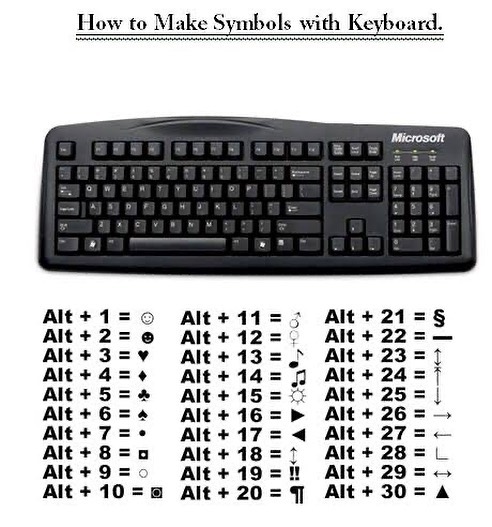 How to Make Symbols with Keyboard.
Microsoft
Q W E R T Y U I O P
A S D F G H J K L
Z X C V B N M
Alt + 1 = ☺ Alt + 11 = ♂ Alt + 21 = §
Alt + 2 = ☻ Alt + 12 = ♀ Alt + 22 = ▬
Alt + 3 = ♥ Alt + 13 = ♪ Alt + 23 = ↨
Alt + 4 = ♦ Alt + 14 = ♫ Alt + 24 = ↑
Alt + 5 = ♣ Alt + 15 = ☼ Alt + 25 = ↓
Alt + 6 = ♠ Alt + 16 = ► Alt + 26 = →
Alt + 7 = • Alt + 17 = ◄ Alt + 27 = ←
Alt + 8 = ◘ Alt + 18 = ↕ Alt + 28 = ∟
Alt + 9 = ○ Alt + 19 = ‼ Alt + 29 = ↔
Alt + 10 = ◙ Alt + 20 = ¶ Alt + 30 = ▲